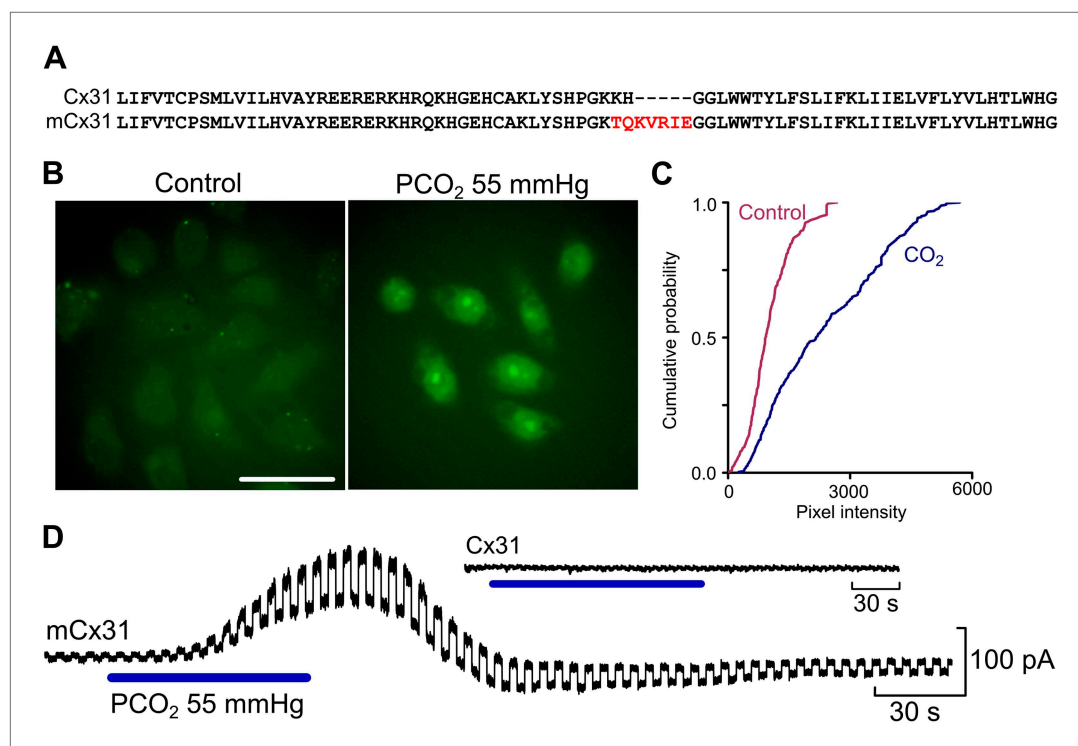 A
Cx31 LIFVTCPSMLVILHVAYREERERKHRQKHGEHCAKLYSHPGKKH-----GGLWWTYLFSLIFKLIIELVFLYVLHTLWHG
mCx31 LIFVTCPSMLVILHVAYREERERKHRQKHGEHCAKLYSHPGKTQKVRIEGGLWWTYLFSLIFKLIIELVFLYVLHTLWHG
B
Control
PCO₂ 55 mmHg
C
1.0
0.5
0.0
Cumulative probability
Control
CO₂
0
3000
6000
Pixel intensity
D
Cx31
30 s
mCx31
PCO₂ 55 mmHg
100 pA
30 s